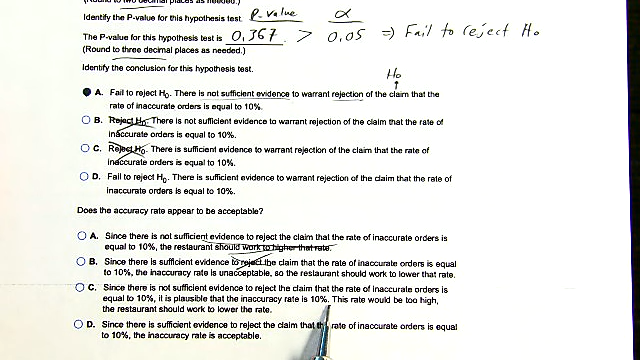 (Round to two decimal places as needed.)
Identify the P-value for this hypothesis test. P-value α
The P-value for this hypothesis test is 0.367 > 0.05 ⇒ Fail to reject H₀
(Round to three decimal places as needed.)
Identify the conclusion for this hypothesis test.
H₀
A. Fail to reject H₀. There is not sufficient evidence to warrant rejection of the claim that the
rate of inaccurate orders is equal to 10%.
B. Reject H₀. There is not sufficient evidence to warrant rejection of the claim that the rate of
inaccurate orders is equal to 10%.
C. Reject H₀. There is sufficient evidence to warrant rejection of the claim that the rate of
inaccurate orders is equal to 10%.
D. Fail to reject H₀. There is sufficient evidence to warrant rejection of the claim that the rate of
inaccurate orders is equal to 10%.
Does the accuracy rate appear to be acceptable?
A. Since there is not sufficient evidence to reject the claim that the rate of inaccurate orders is
equal to 10%, the restaurant should work to higher that rate.
B. Since there is sufficient evidence to reject the claim that the rate of inaccurate orders is equal
to 10%, the inaccuracy rate is unacceptable, so the restaurant should work to lower that rate.
C. Since there is not sufficient evidence to reject the claim that the rate of inaccurate orders is
equal to 10%, it is plausible that the inaccuracy rate is 10%. This rate would be too high,
the restaurant should work to lower the rate.
D. Since there is sufficient evidence to reject the claim that the rate of inaccurate orders is equal
to 10%, the inaccuracy rate is acceptable.